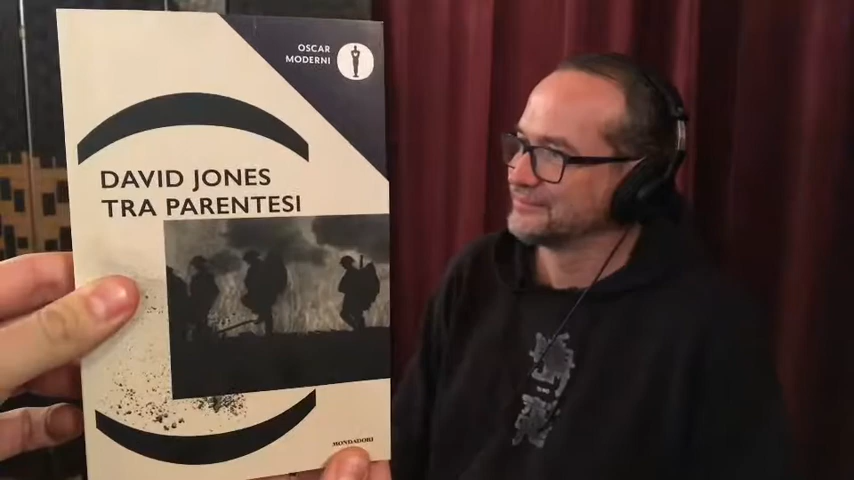 OSCAR
MODERNI
DAVID JONES
TRA PARENTESI
MONDADORI